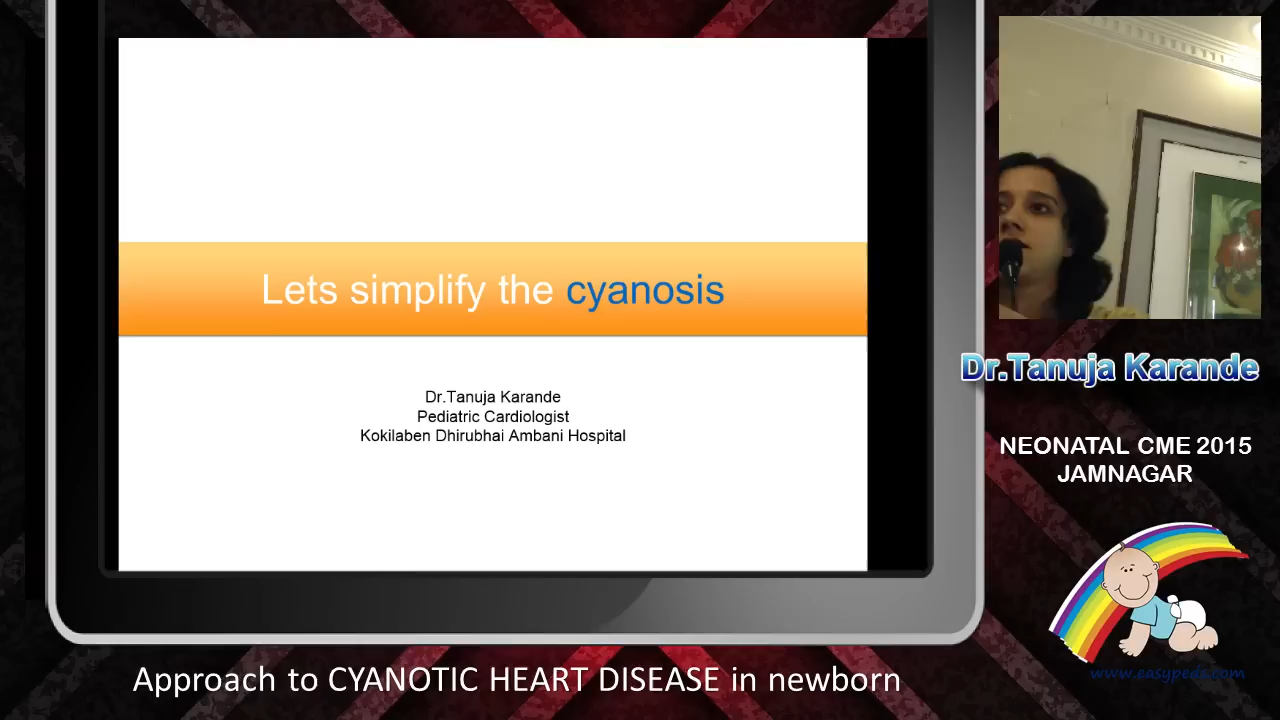 Lets simplify the cyanosis
Dr.Tanuja Karande
Pediatric Cardiologist
Kokilaben Dhirubhai Ambani Hospital
Dr.Tanuja Karande
NEONATAL CME 2015
JAMNAGAR
www.easypeds.com
Approach to CYANOTIC HEART DISEASE in newborn